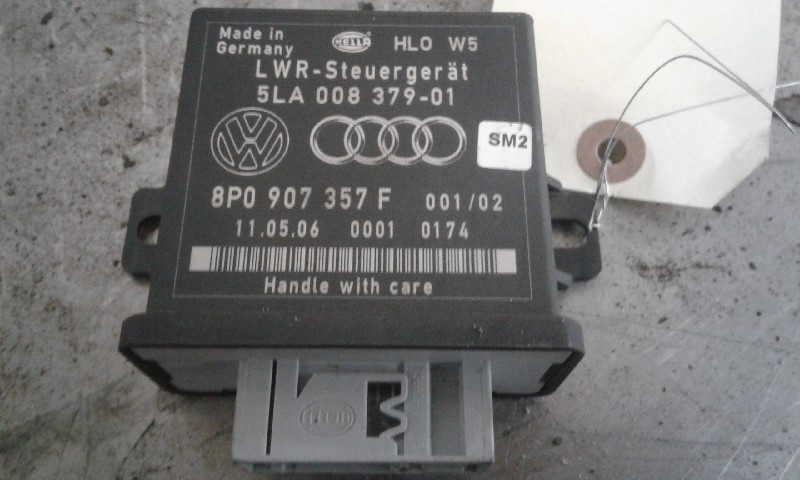 Made in
Germany
HELLA
HLO W5
LWR-Steuergerät
5LA 008 379-01
SM2
8P0 907 357 F 001/02
11.05.06 0001 0174
Handle with care
HELLA